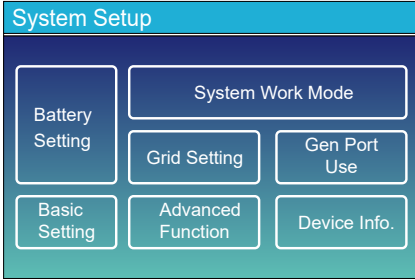 System Setup
Battery
Setting
System Work Mode
Grid Setting
Gen Port
Use
Basic
Setting
Advanced
Function
Device Info.